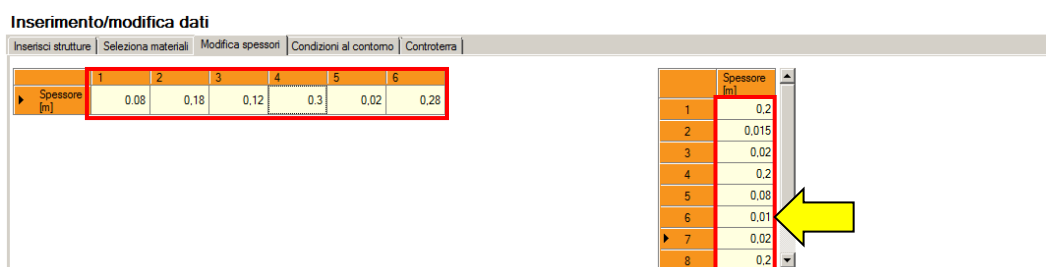 Inserimento/modifica dati
Inserisci strutture Seleziona materiali Modifica spessori Condizioni al contorno Controterra
1 2 3 4 5 6
Spessore [m] 0.08 0,18 0,12 0.3 0,02 0,28
Spessore [m]
1 0,2
2 0,015
3 0,02
4 0,2
5 0,08
6 0,01
7 0,02
8 0,2